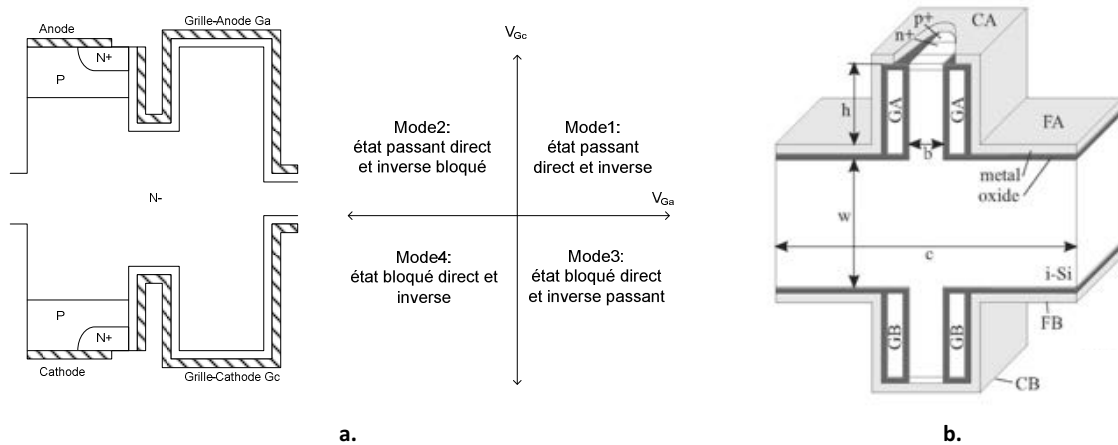 Anode
Grille-Anode Ga
N+
P
N-
P
N+
Cathode
Grille-Cathode Gc
VGc
Mode2:
état passant direct
et inverse bloqué
Mode1:
état passant
direct et inverse
VGa
Mode4:
état bloqué direct et
inverse
Mode3:
état bloqué direct
et inverse passant
p+
n+
CA
h
GA
GA
FA
b
metal
oxide
w
c
i-Si
GB
GB
FB
CB
a.
b.